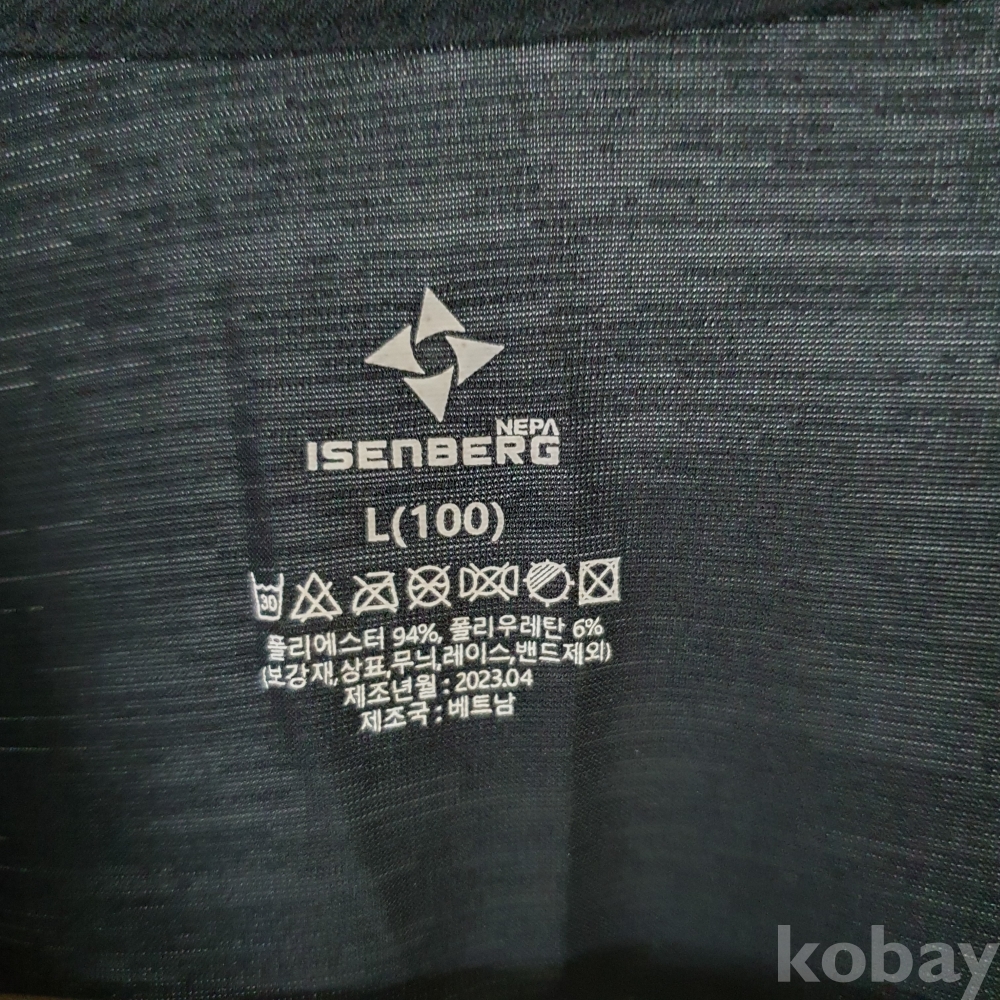 NEPA
ISENBERG
L(100)
30
폴리에스터 94%, 폴리우레탄 6%
(보강재,상표,무늬,레이스,밴드제외)
제조년월 : 2023.04
제조국 : 베트남
kobay